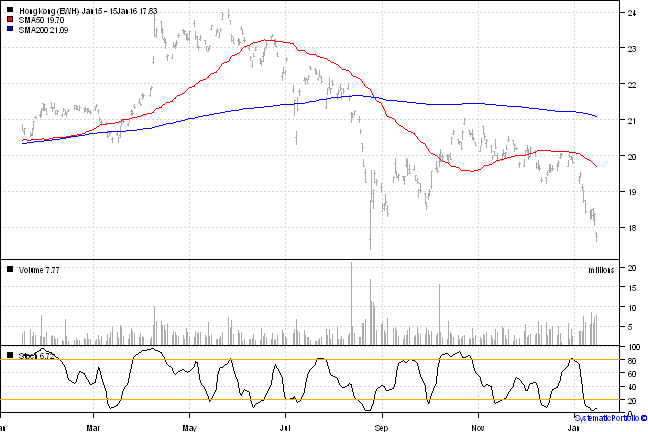 Hong Kong (EWH) Jan15 - 15Jan16 17.83
SMA50 19.70
SMA200 21.09
24
23
22
21
20
19
18
Volume 7.77
millions
20
15
10
5
Stoch 6.72
100
80
60
40
20
0
Mar
May
Jul
Sep
Nov
Jan
SystematicPortfolio ©